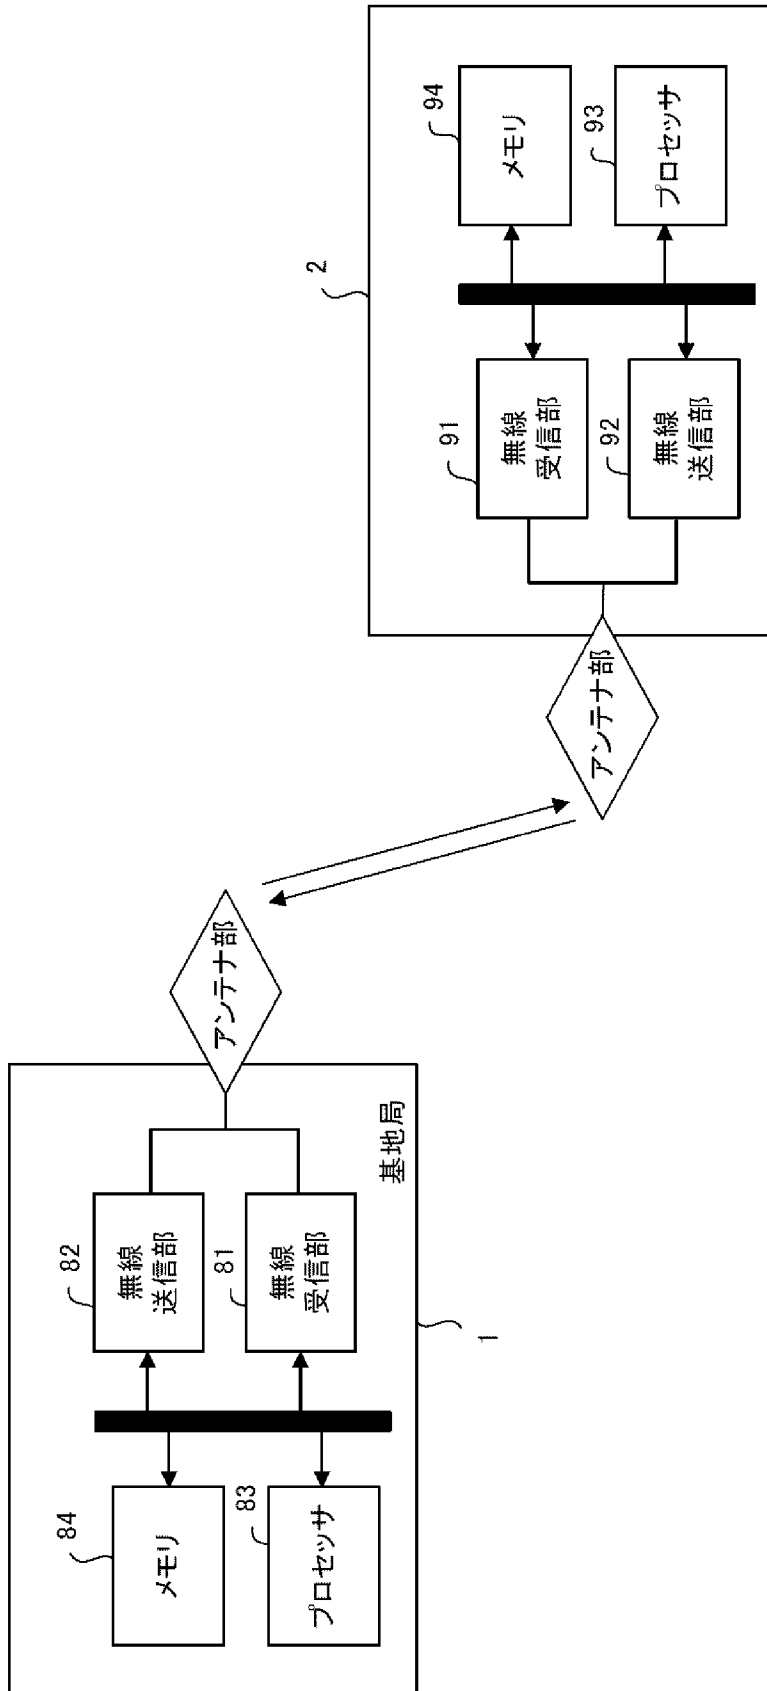 84
メモリ
83
プロセッサ
82
無線
送信部
81
無線
受信部
基地局
1
アンテナ部
アンテナ部
2
91
無線
受信部
92
無線
送信部
94
メモリ
93
プロセッサ